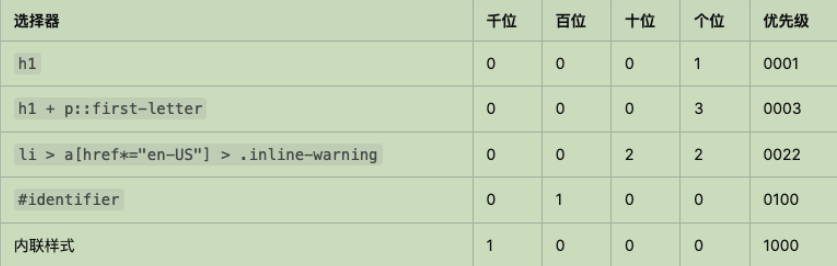 选择器 千位 百位 十位 个位 优先级
h1 0 0 0 1 0001
h1 + p::first-letter 0 0 0 3 0003
li > a[href*="en-US"] > .inline-warning 0 0 2 2 0022
#identifier 0 1 0 0 0100
内联样式 1 0 0 0 1000